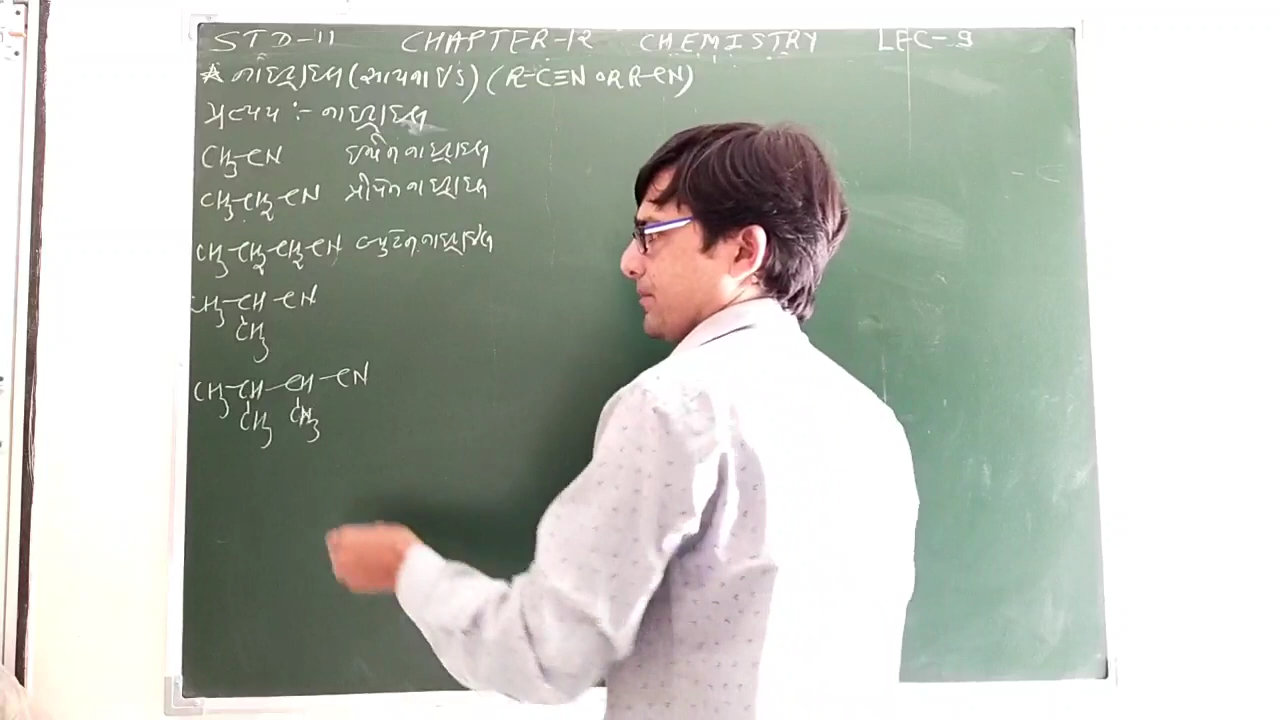 STD-11 CHAPTER-12 CHEMISTRY LEC-9
* નાઇટ્રાઇલ (સાયનાઇડ) (R-C≡N OR R-CN)
પ્રત્યય :- નાઇટ્રાઇલ
CH3-CN ઇથેનનાઇટ્રાઇલ
CH3-CH2-CN પ્રોપેનનાઇટ્રાઇલ
CH3-CH2-CH2-CN બ્યુટેનનાઇટ્રાઇલ
CH3-CH-CN
CH3
CH3-CH-CH-CN
CH3 CH3